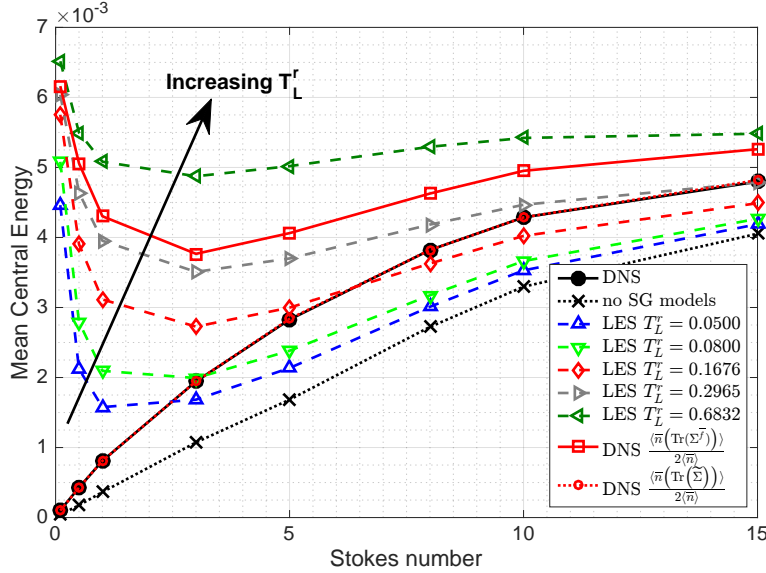 ×10⁻³
7
6
5
4
3
2
1
0
Mean Central Energy
Increasing T_L^r
DNS
no SG models
LES T_L^r = 0.0500
LES T_L^r = 0.0800
LES T_L^r = 0.1676
LES T_L^r = 0.2965
LES T_L^r = 0.6832
DNS ⟨n̅(Tr(Σ^f̅))⟩ / 2⟨n̅⟩
DNS ⟨n̅(Tr(Σ̃))⟩ / 2⟨n̅⟩
0 5 10 15
Stokes number